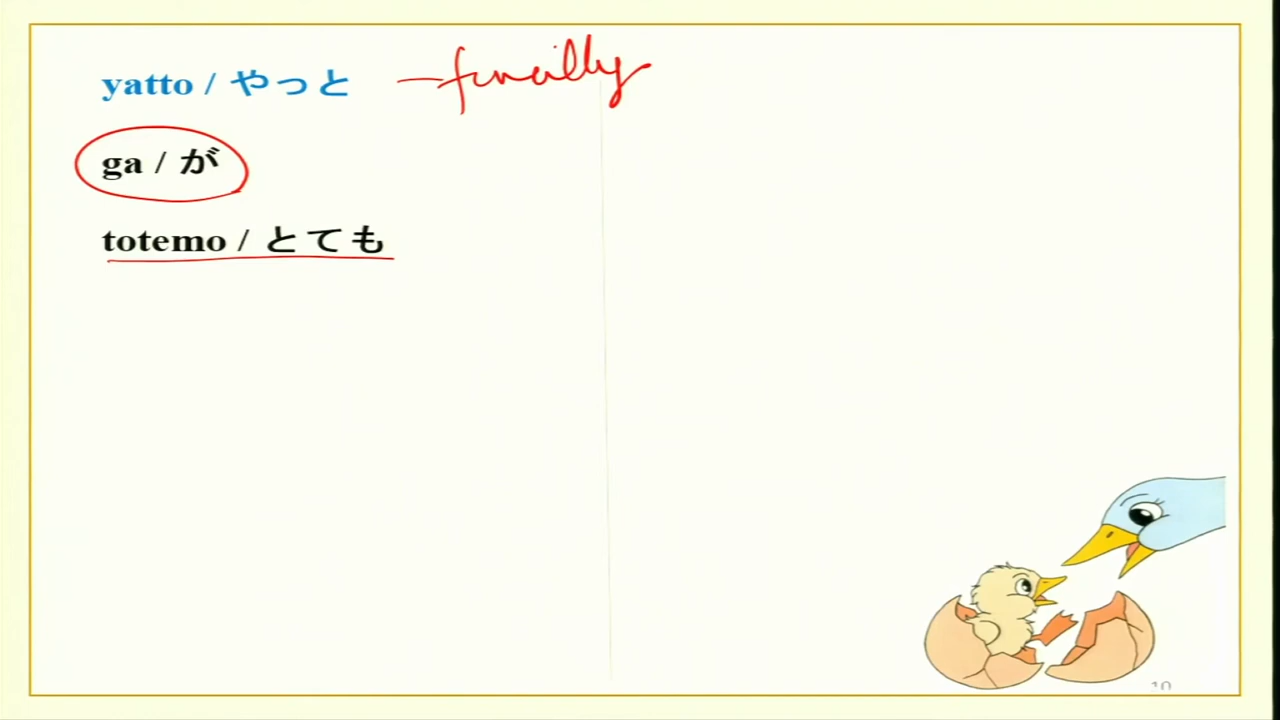 yatto / やっと —finally
ga / が
totemo / とても
10